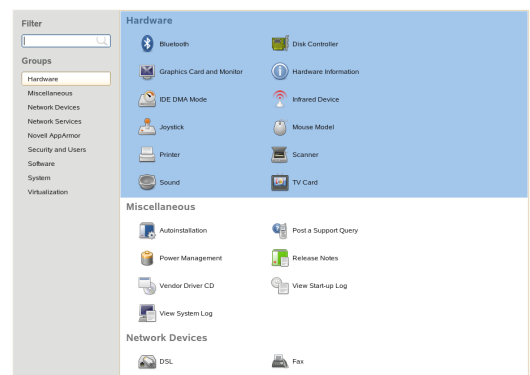 Filter
Groups
Hardware
Miscellaneous
Network Devices
Network Services
Novell AppArmor
Security and Users
Software
System
Virtualization
Hardware
Bluetooth
Disk Controller
Graphics Card and Monitor
Hardware Information
IDE DMA Mode
Infrared Device
Joystick
Mouse Model
Printer
Scanner
Sound
TV Card
Miscellaneous
Autoinstallation
Post a Support Query
Power Management
Release Notes
Vendor Driver CD
View Start-up Log
View System Log
Network Devices
DSL
Fax